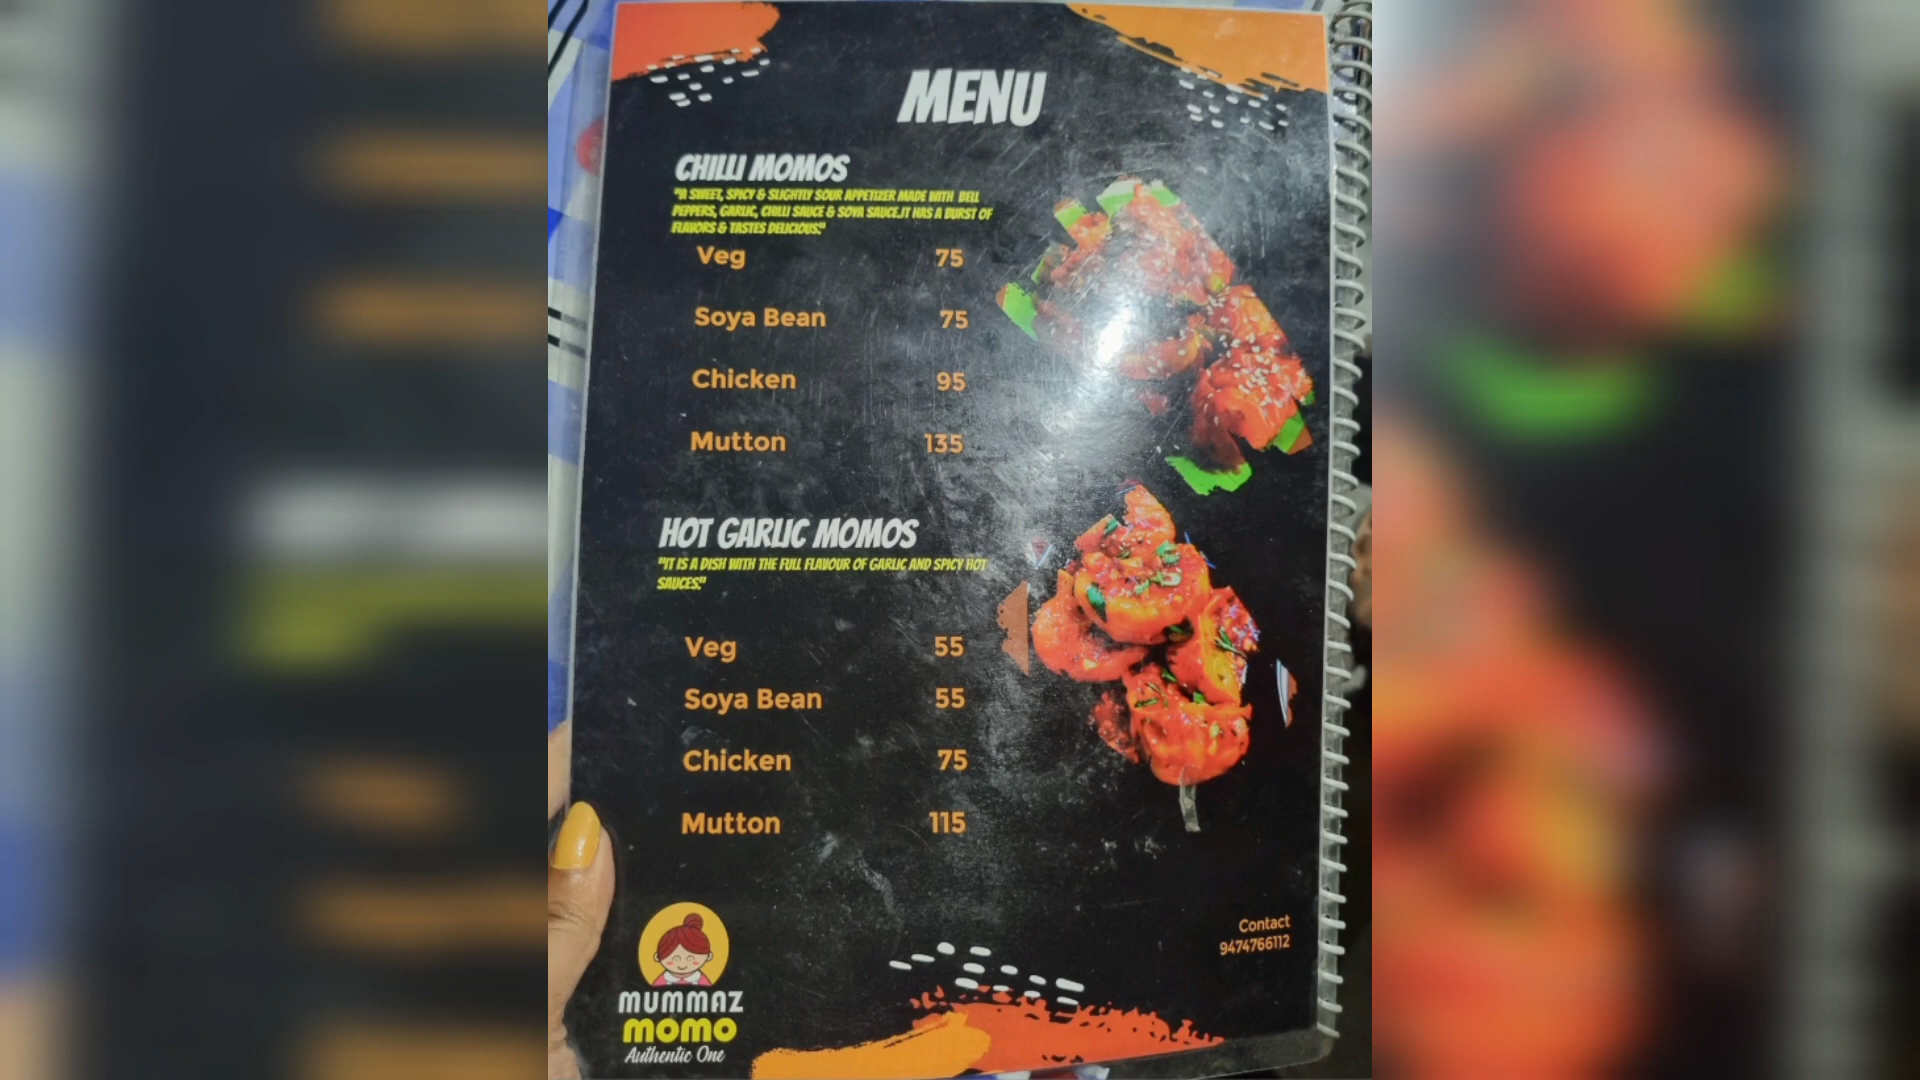 MENU
CHILLI MOMOS
"A SWEET, SPICY & SLIGHTLY SOUR APPETIZER MADE WITH BELL
PEPPERS, GARLIC, CHILLI SAUCE & SOYA SAUCE.IT HAS A BURST OF
FLAVORS & TASTES DELICIOUS."
Veg 75
Soya Bean 75
Chicken 95
Mutton 135
HOT GARLIC MOMOS
"IT IS A DISH WITH THE FULL FLAVOUR OF GARLIC AND SPICY HOT
SAUCES."
Veg 55
Soya Bean 55
Chicken 75
Mutton 115
Contact
9474766112
MUMMAZ
MOMO
Authentic One